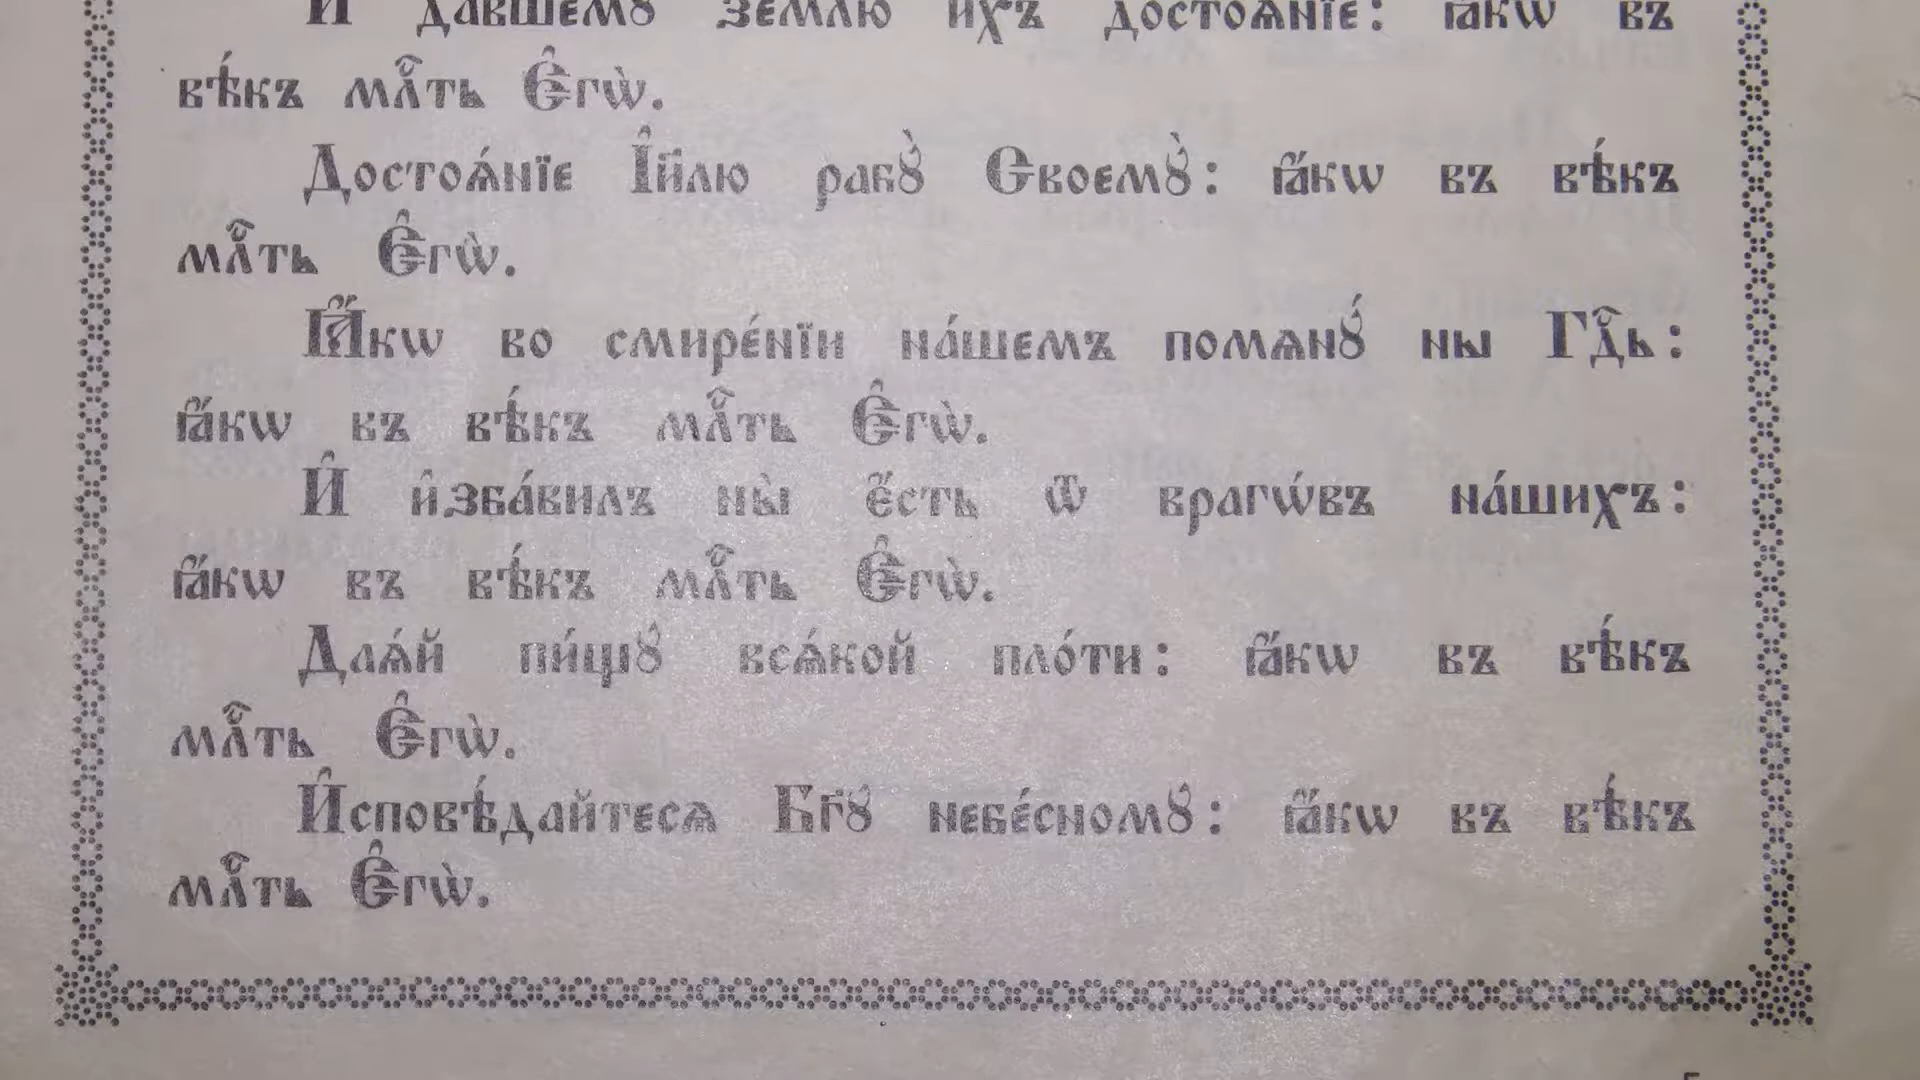 И҆ да́вшемꙋ зе́млю и҆́хъ достоѧ́нїе: ꙗ҆́кѡ въ
вѣ́къ млⷭ҇ть Є҆гѡ̀.
Достоѧ́нїе І҆и҃лю рабꙋ̀ Своемꙋ̀: ꙗ҆́кѡ въ вѣ́къ
млⷭ҇ть Є҆гѡ̀.
Ꙗ҆́кѡ во смире́нїи на́шемъ помѧнꙋ́ ны Гдⷭ҇ь:
ꙗ҆́кѡ въ вѣ́къ млⷭ҇ть Є҆гѡ̀.
И҆ и҆зба́вилъ ны̀ є҆́сть ѿ врагѡ́въ на́шихъ:
ꙗ҆́кѡ въ вѣ́къ млⷭ҇ть Є҆гѡ̀.
Даѧ́й пи́щꙋ всѧ́кой пло́ти: ꙗ҆́кѡ въ вѣ́къ
млⷭ҇ть Є҆гѡ̀.
И҆сповѣ́дайтесѧ Бг҃ꙋ небе́сномꙋ: ꙗ҆́кѡ въ вѣ́къ
млⷭ҇ть Є҆гѡ̀.